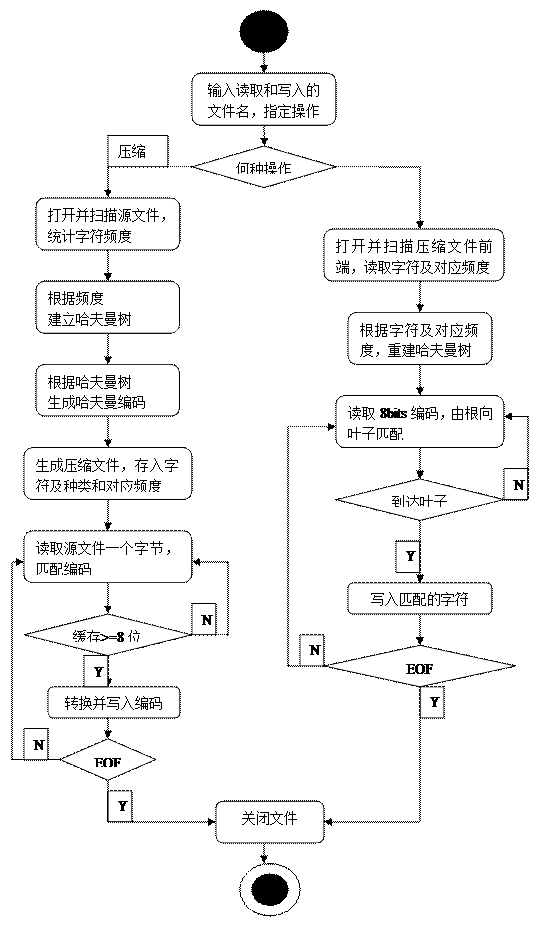 输入读取和写入的
文件名，指定操作
压缩
何种操作
打开并扫描源文件，
统计字符频度
根据频度
建立哈夫曼树
根据哈夫曼树
生成哈夫曼编码
生成压缩文件，存入字
符及种类和对应频度
读取源文件一个字节，
匹配编码
N
缓存>=8 位
Y
转换并写入编码
N
EOF
Y
打开并扫描压缩文件前
端，读取字符及对应频度
根据字符及对应频
度，重建哈夫曼树
读取 8bits 编码，由根向
叶子匹配
N
到达叶子
Y
写入匹配的字符
N
EOF
Y
关闭文件